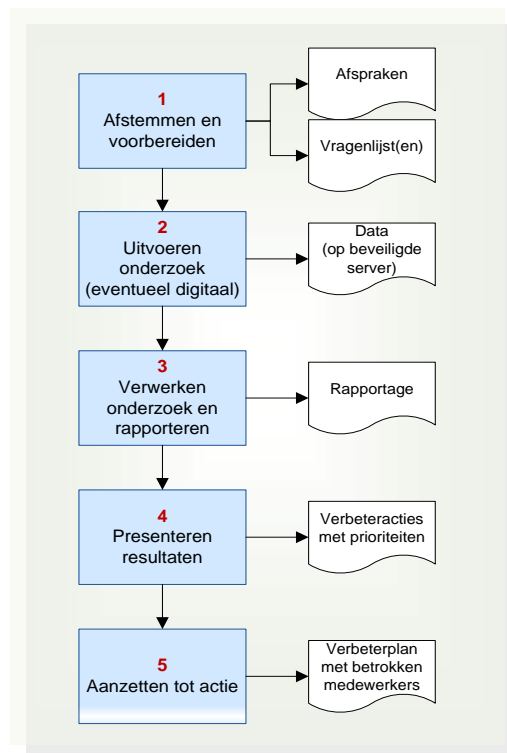 1
Afstemmen en
voorbereiden
Afspraken
Vragenlijst(en)
2
Uitvoeren
onderzoek
(eventueel digitaal)
Data
(op beveiligde
server)
3
Verwerken
onderzoek en
rapporteren
Rapportage
4
Presenteren
resultaten
Verbeteracties
met prioriteiten
5
Aanzetten tot actie
Verbeterplan
met betrokken
medewerkers